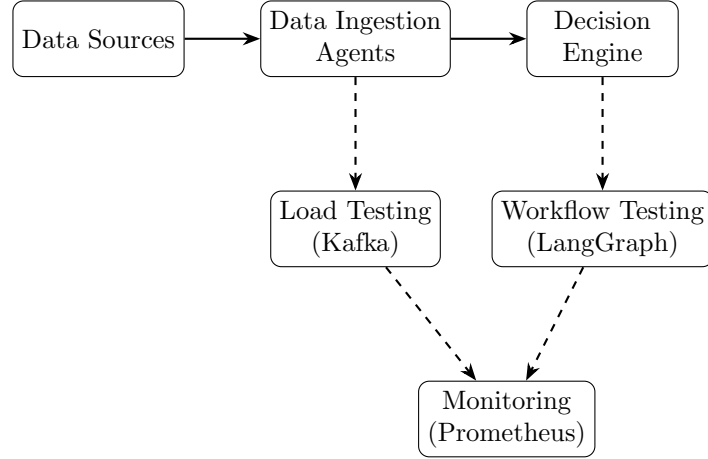 Data Sources
Data Ingestion
Agents
Decision
Engine
Load Testing
(Kafka)
Workflow Testing
(LangGraph)
Monitoring
(Prometheus)